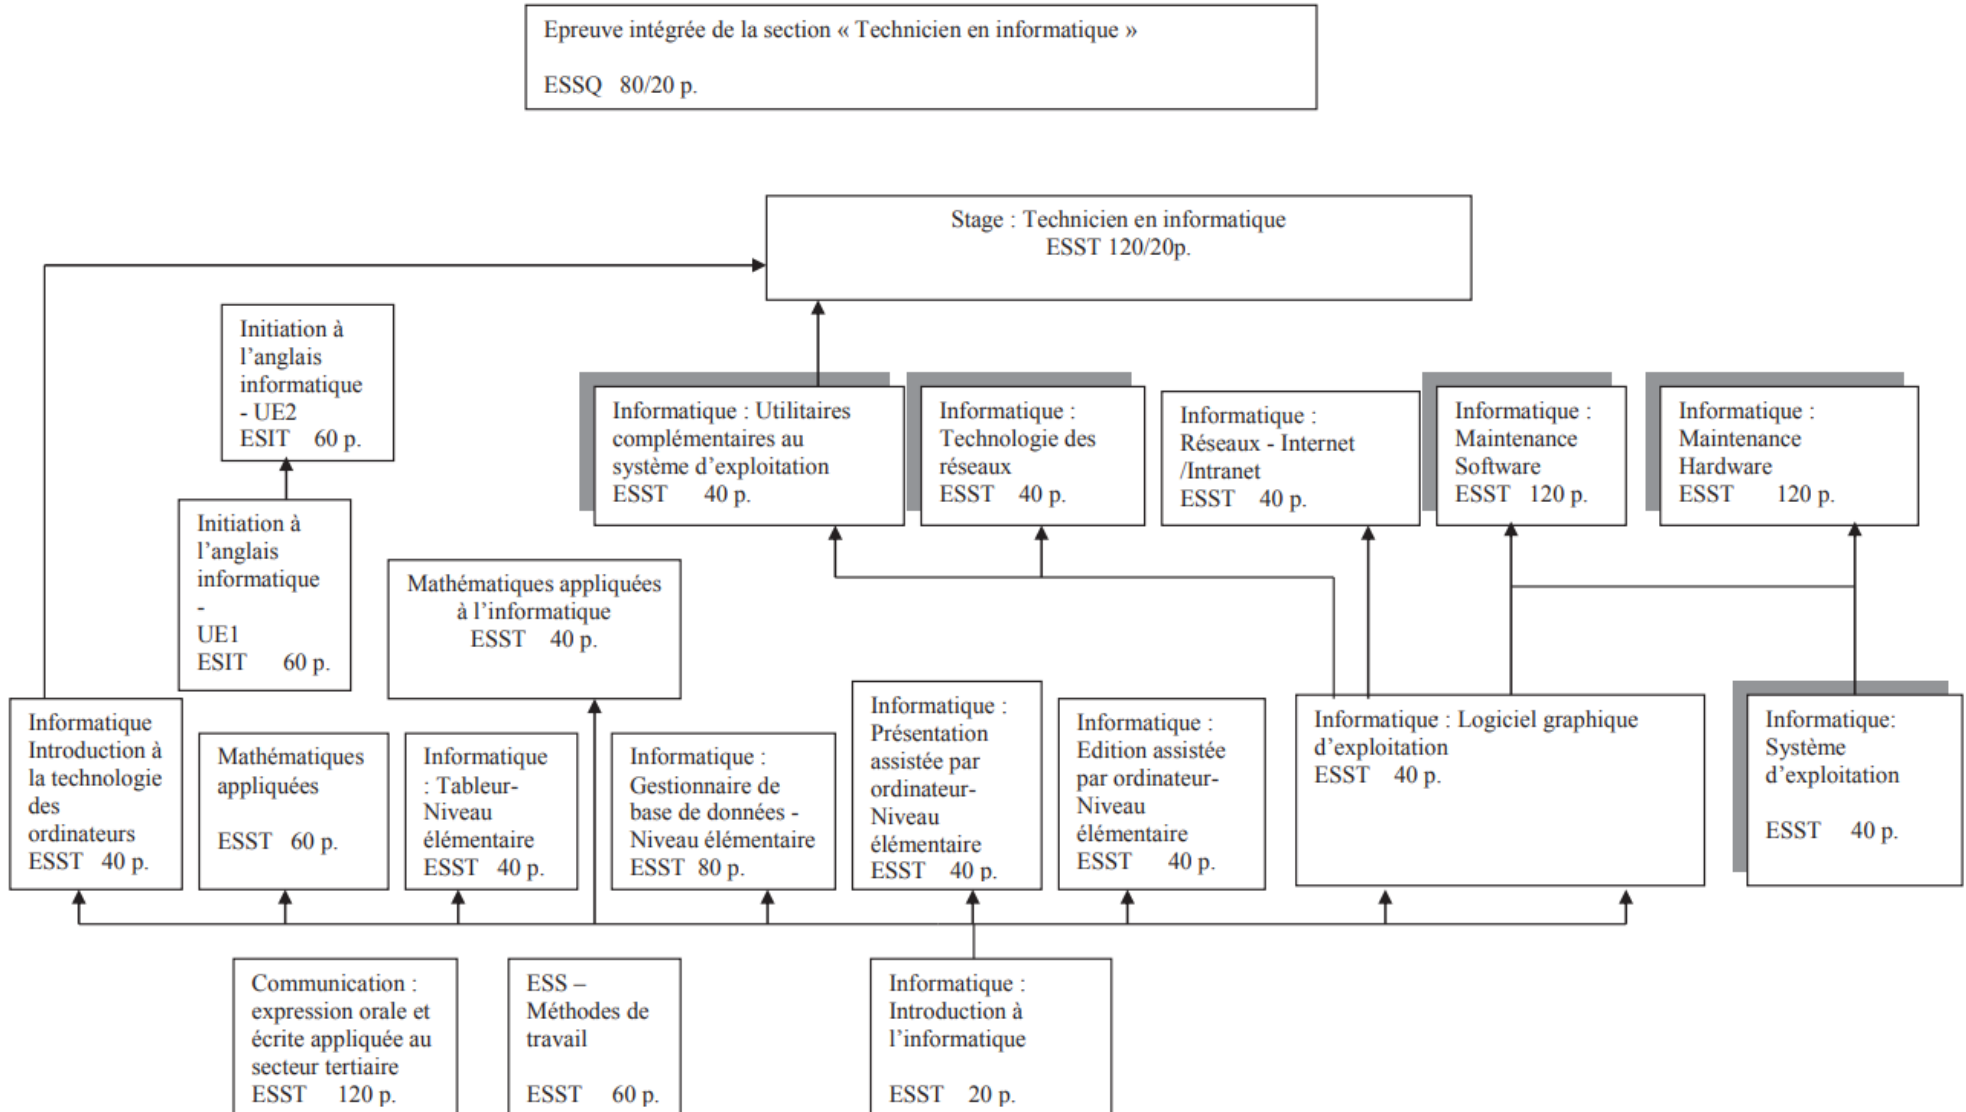 Epreuve intégrée de la section « Technicien en informatique »
ESSQ 80/20 p.
Stage : Technicien en informatique
ESST 120/20p.
Initiation à
l’anglais
informatique
- UE2
ESIT 60 p.
Informatique : Utilitaires
complémentaires au
système d’exploitation
ESST 40 p.
Informatique :
Technologie des
réseaux
ESST 40 p.
Informatique :
Réseaux - Internet
/Intranet
ESST 40 p.
Informatique :
Maintenance
Software
ESST 120 p.
Informatique :
Maintenance
Hardware
ESST 120 p.
Initiation à
l’anglais
informatique
-
UE1
ESIT 60 p.
Mathématiques appliquées
à l’informatique
ESST 40 p.
Informatique
Introduction à
la technologie
des
ordinateurs
ESST 40 p.
Mathématiques
appliquées
ESST 60 p.
Informatique
: Tableur-
Niveau
élémentaire
ESST 40 p.
Informatique :
Gestionnaire de
base de données -
Niveau élémentaire
ESST 80 p.
Informatique :
Présentation
assistée par
ordinateur-
Niveau
élémentaire
ESST 40 p.
Informatique :
Edition assistée
par ordinateur-
Niveau
élémentaire
ESST 40 p.
Informatique : Logiciel graphique
d’exploitation
ESST 40 p.
Informatique:
Système
d’exploitation
ESST 40 p.
Communication :
expression orale et
écrite appliquée au
secteur tertiaire
ESST 120 p.
ESS –
Méthodes de
travail
ESST 60 p.
Informatique :
Introduction à
l’informatique
ESST 20 p.